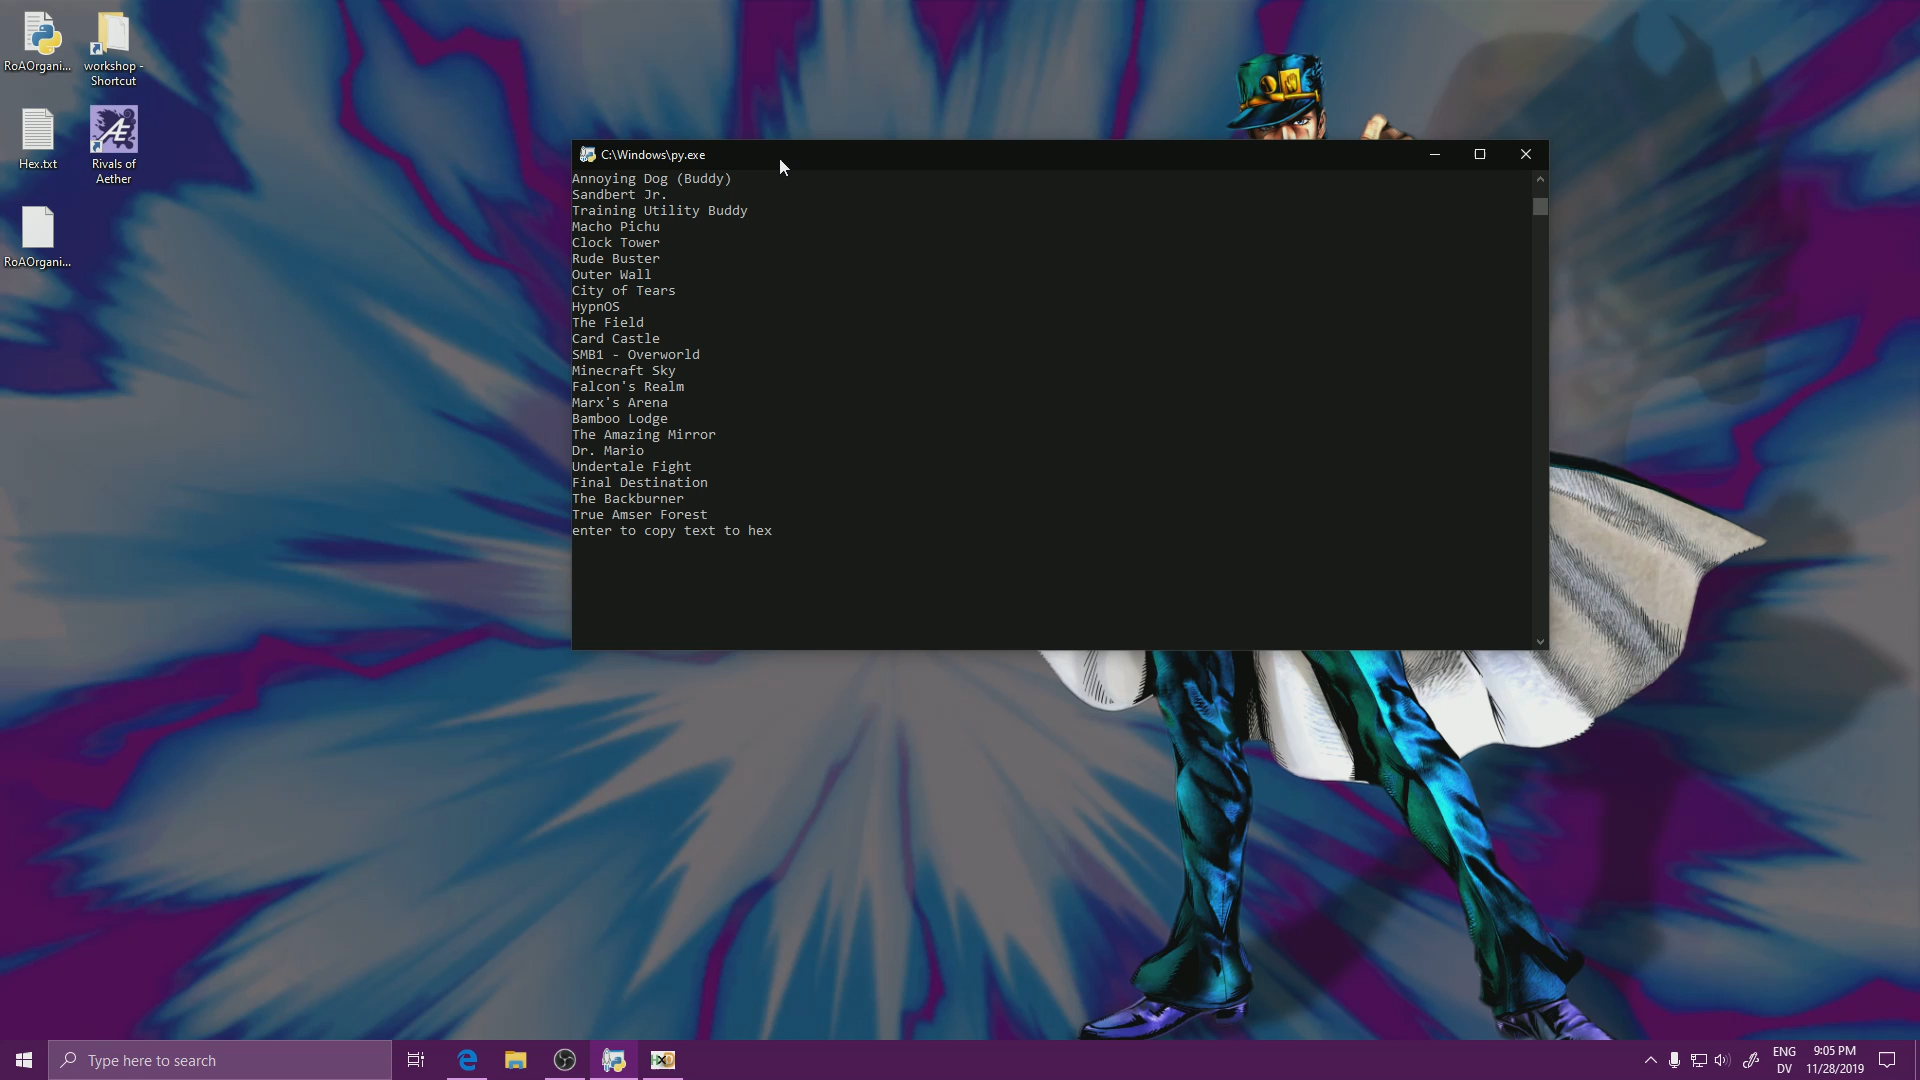 RoAOrgani...
workshop -
Shortcut
Hex.txt
Rivals of
Aether
RoAOrgani...
C:\Windows\py.exe
Annoying Dog (Buddy)
Sandbert Jr.
Training Utility Buddy
Macho Pichu
Clock Tower
Rude Buster
Outer Wall
City of Tears
HypnOS
The Field
Card Castle
SMB1 - Overworld
Minecraft Sky
Falcon's Realm
Marx's Arena
Bamboo Lodge
The Amazing Mirror
Dr. Mario
Undertale Fight
Final Destination
The Backburner
True Amser Forest
enter to copy text to hex
Type here to search
ENG
DV
9:05 PM
11/28/2019